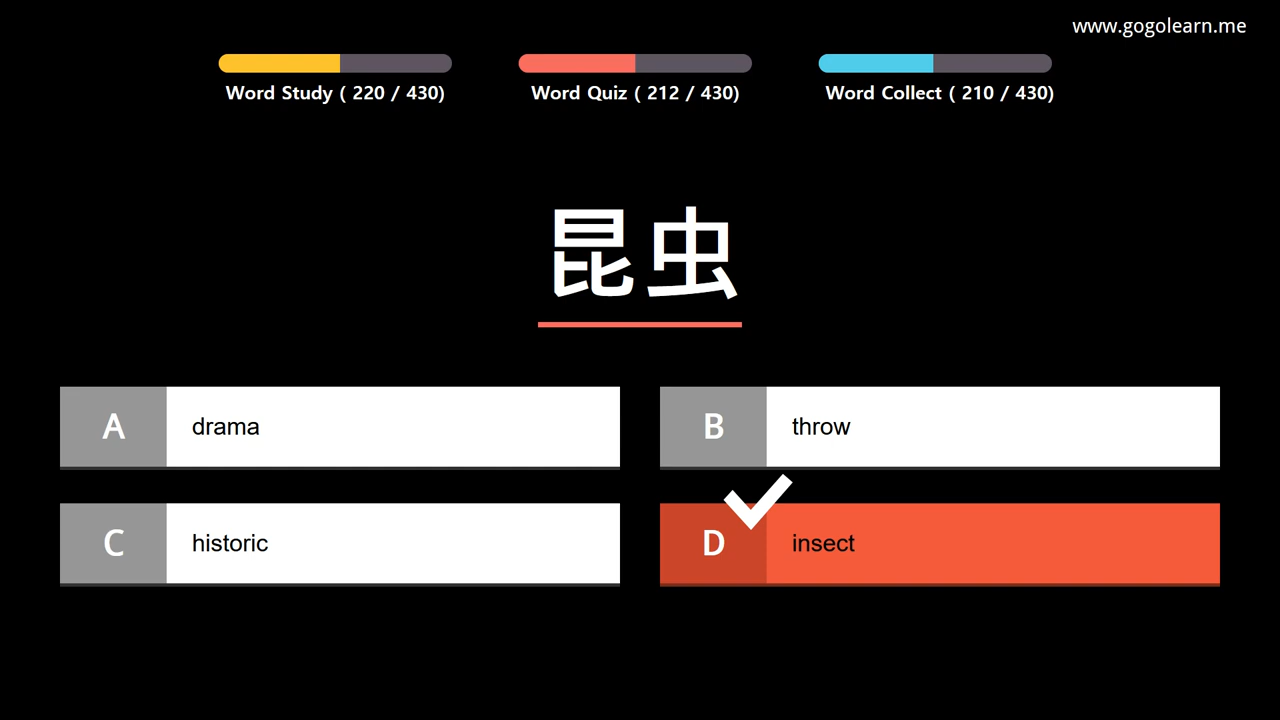 www.gogolearn.me
Word Study ( 220 / 430)
Word Quiz ( 212 / 430)
Word Collect ( 210 / 430)
昆虫
A drama
B throw
C historic
D insect